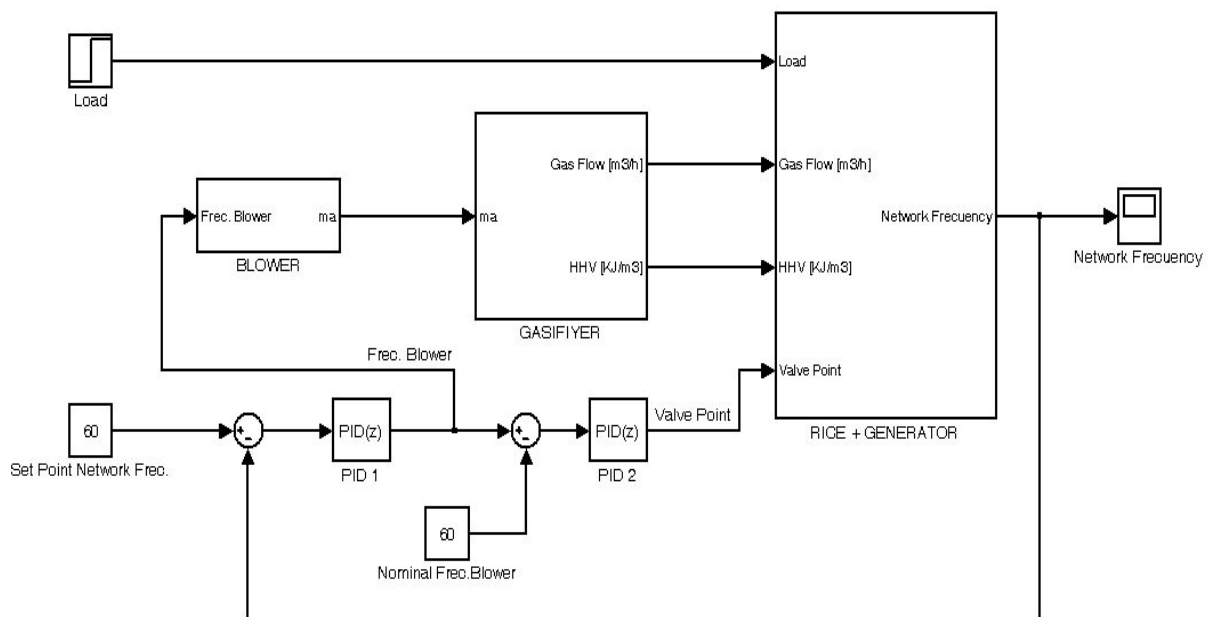 Load
Load
Gas Flow [m3/h]
Gas Flow [m3/h]
Frec. Blower
ma
ma
Network Frecuency
BLOWER
HHV [KJ/m3]
HHV [KJ/m3]
Network Frecuency
GASIFIYER
Frec. Blower
Valve Point
60
PID(z)
PID(z)
Valve Point
RICE + GENERATOR
Set Point Network Frec.
PID 1
PID 2
60
Nominal Frec.Blower